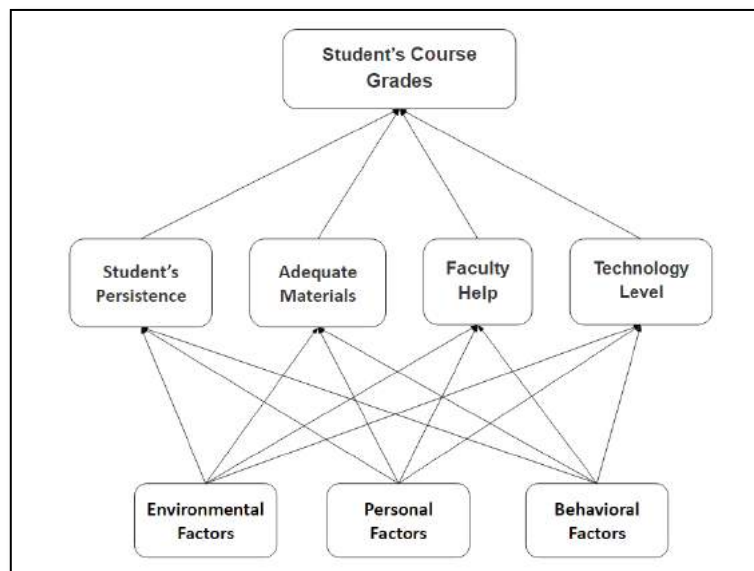 Student's Course
Grades
Student's
Persistence
Adequate
Materials
Faculty
Help
Technology
Level
Environmental
Factors
Personal
Factors
Behavioral
Factors